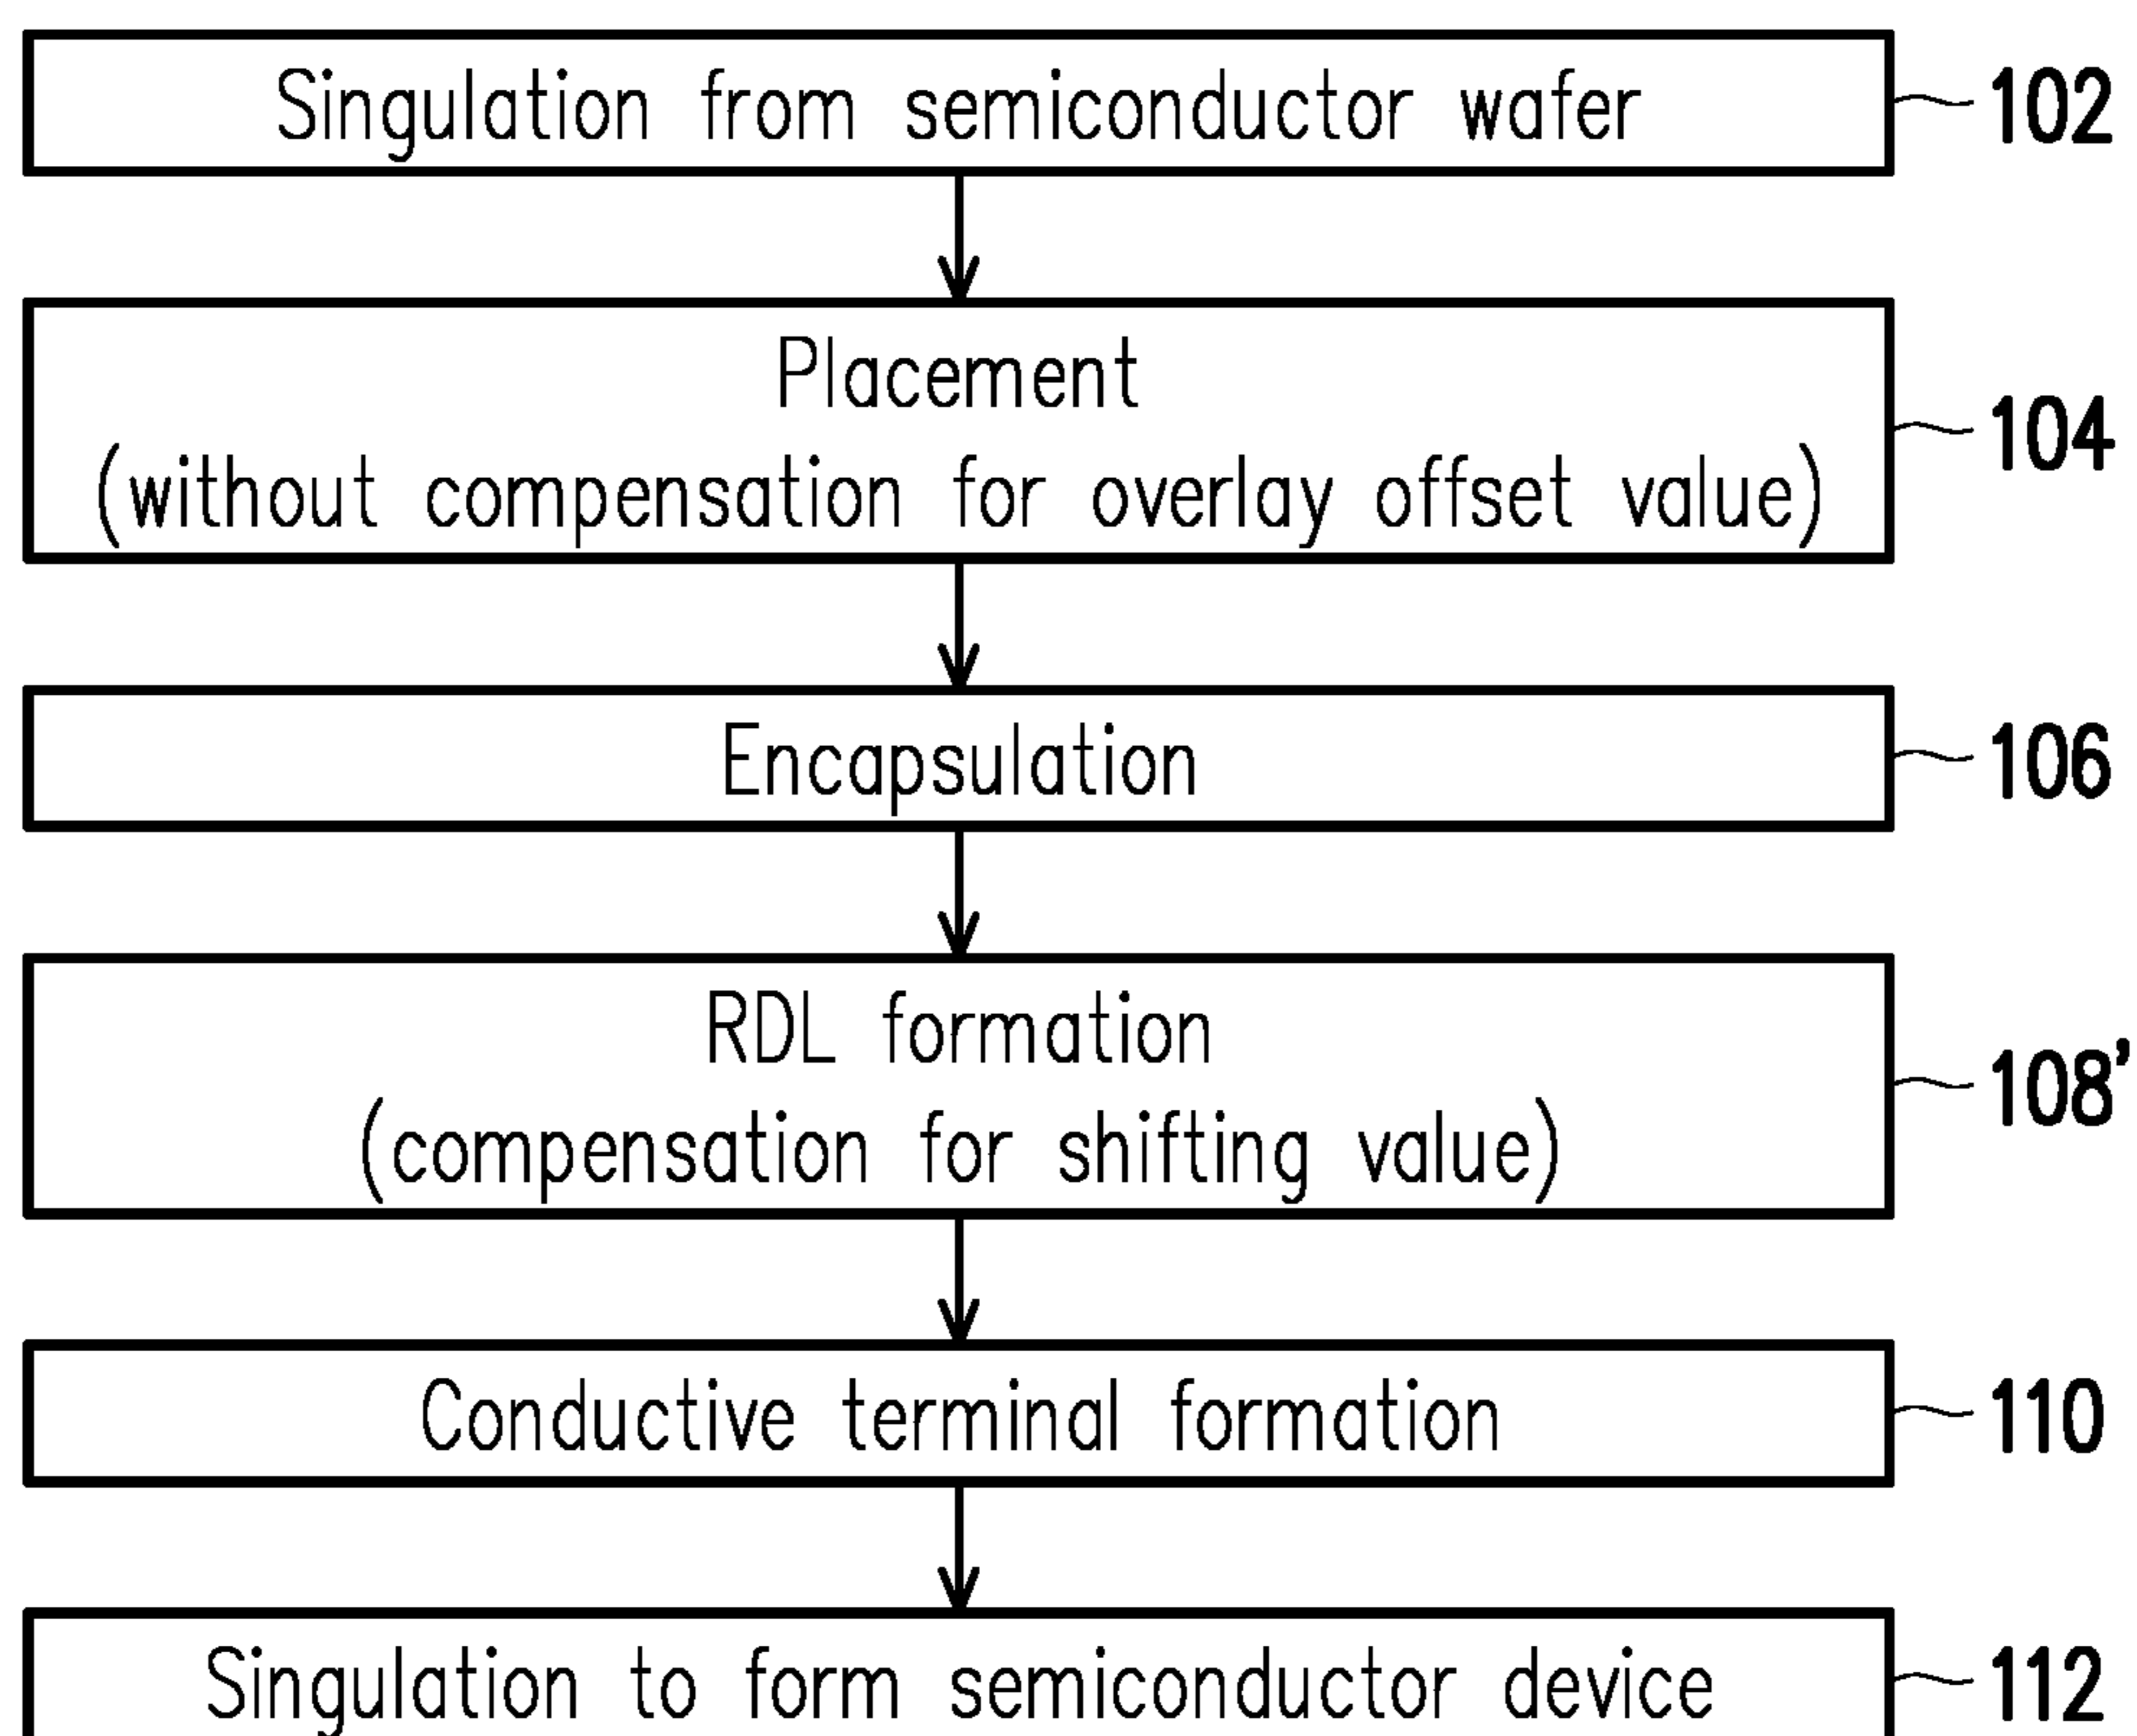 Singulation from semiconductor wafer 102
Placement
(without compensation for overlay offset value) 104
Encapsulation 106
RDL formation
(compensation for shifting value) 108'
Conductive terminal formation 110
Singulation to form semiconductor device 112